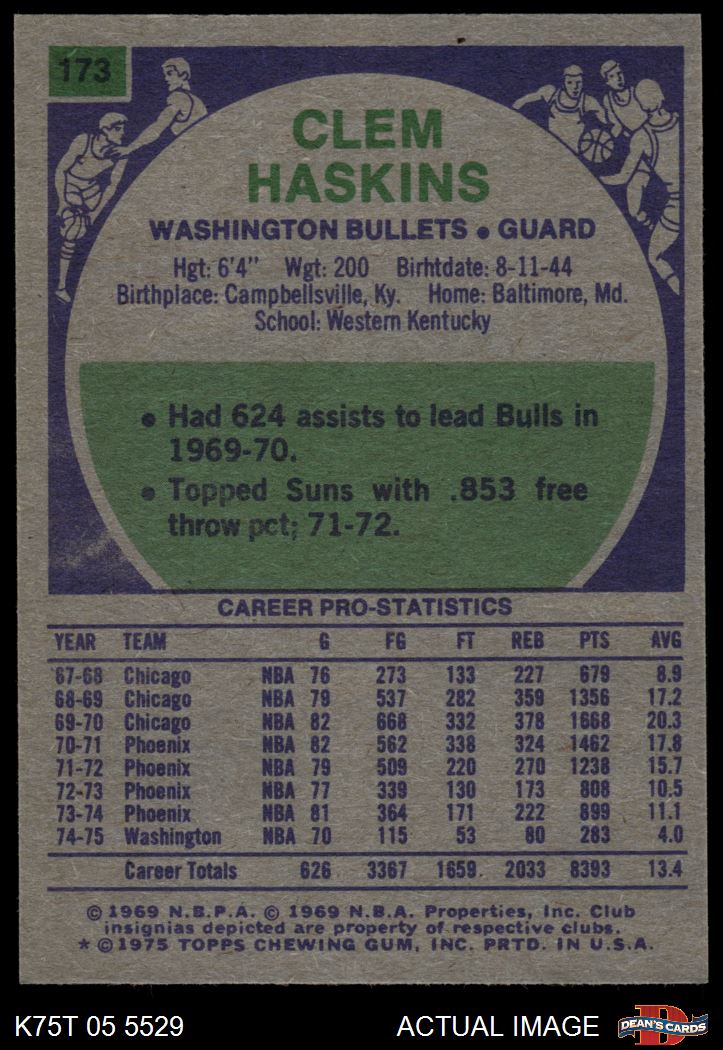 173
CLEM
HASKINS
WASHINGTON BULLETS • GUARD
Hgt: 6'4" Wgt: 200 Birhtdate: 8-11-44
Birthplace: Campbellsville, Ky. Home: Baltimore, Md.
School: Western Kentucky
• Had 624 assists to lead Bulls in
1969-70.
• Topped Suns with .853 free
throw pct; 71-72.
CAREER PRO-STATISTICS
YEAR TEAM G FG FT REB PTS AVG
67-68 Chicago NBA 76 273 133 227 679 8.9
68-69 Chicago NBA 79 537 282 359 1356 17.2
69-70 Chicago NBA 82 668 332 378 1668 20.3
70-71 Phoenix NBA 82 562 338 324 1462 17.8
71-72 Phoenix NBA 79 509 220 270 1238 15.7
72-73 Phoenix NBA 77 339 130 173 808 10.5
73-74 Phoenix NBA 81 364 171 222 899 11.1
74-75 Washington NBA 70 115 53 80 283 4.0
Career Totals 626 3367 1659 2033 8393 13.4
© 1969 N.B.P.A. © 1969 N.B.A. Properties, Inc. Club
insignias depicted are property of respective clubs.
* © 1975 TOPPS CHEWING GUM, INC. PRTD. IN U.S.A.
K75T 05 5529 ACTUAL IMAGE
D
DEAN'S CARDS